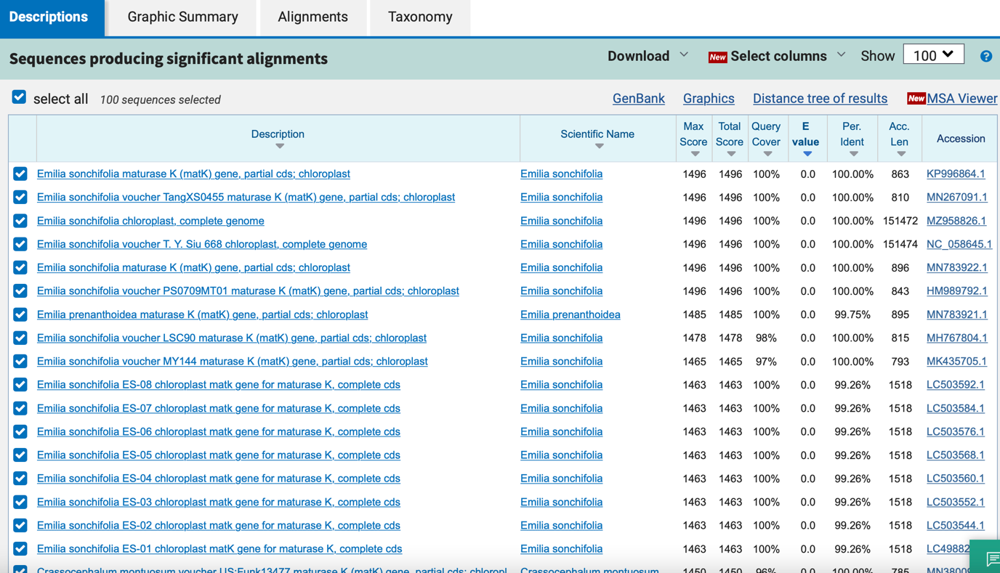 Descriptions Graphic Summary Alignments Taxonomy
Sequences producing significant alignments Download New Select columns Show 100 ?
select all 100 sequences selected GenBank Graphics Distance tree of results New MSA Viewer
Description Scientific Name Max Score Total Score Query Cover E value Per. Ident Acc. Len Accession
Emilia sonchifolia maturase K (matK) gene, partial cds; chloroplast Emilia sonchifolia 1496 1496 100% 0.0 100.00% 863 KP996864.1
Emilia sonchifolia voucher TangXS0455 maturase K (matK) gene, partial cds; chloroplast Emilia sonchifolia 1496 1496 100% 0.0 100.00% 810 MN267091.1
Emilia sonchifolia chloroplast, complete genome Emilia sonchifolia 1496 1496 100% 0.0 100.00% 151472 MZ958826.1
Emilia sonchifolia voucher T. Y. Siu 668 chloroplast, complete genome Emilia sonchifolia 1496 1496 100% 0.0 100.00% 151474 NC_058645.1
Emilia sonchifolia maturase K (matK) gene, partial cds; chloroplast Emilia sonchifolia 1496 1496 100% 0.0 100.00% 896 MN783922.1
Emilia sonchifolia voucher PS0709MT01 maturase K (matK) gene, partial cds; chloroplast Emilia sonchifolia 1496 1496 100% 0.0 100.00% 843 HM989792.1
Emilia prenanthoidea maturase K (matK) gene, partial cds; chloroplast Emilia prenanthoidea 1485 1485 100% 0.0 99.75% 895 MN783921.1
Emilia sonchifolia voucher LSC90 maturase K (matK) gene, partial cds; chloroplast Emilia sonchifolia 1478 1478 98% 0.0 100.00% 815 MH767804.1
Emilia sonchifolia voucher MY144 maturase K (matK) gene, partial cds; chloroplast Emilia sonchifolia 1465 1465 97% 0.0 100.00% 793 MK435705.1
Emilia sonchifolia ES-08 chloroplast matk gene for maturase K, complete cds Emilia sonchifolia 1463 1463 100% 0.0 99.26% 1518 LC503592.1
Emilia sonchifolia ES-07 chloroplast matk gene for maturase K, complete cds Emilia sonchifolia 1463 1463 100% 0.0 99.26% 1518 LC503584.1
Emilia sonchifolia ES-06 chloroplast matk gene for maturase K, complete cds Emilia sonchifolia 1463 1463 100% 0.0 99.26% 1518 LC503576.1
Emilia sonchifolia ES-05 chloroplast matk gene for maturase K, complete cds Emilia sonchifolia 1463 1463 100% 0.0 99.26% 1518 LC503568.1
Emilia sonchifolia ES-04 chloroplast matk gene for maturase K, complete cds Emilia sonchifolia 1463 1463 100% 0.0 99.26% 1518 LC503560.1
Emilia sonchifolia ES-03 chloroplast matk gene for maturase K, complete cds Emilia sonchifolia 1463 1463 100% 0.0 99.26% 1518 LC503552.1
Emilia sonchifolia ES-02 chloroplast matk gene for maturase K, complete cds Emilia sonchifolia 1463 1463 100% 0.0 99.26% 1518 LC503544.1
Emilia sonchifolia ES-01 chloroplast matK gene for maturase K, complete cds Emilia sonchifolia 1463 1463 100% 0.0 99.26% 1518 LC49882
Crassocephalum montuosum voucher US:Funk13477 maturase K (matK) gene, partial cds; chloropl Crassocephalum montuosum 1450 1450 96% 0.0 100.00% 785